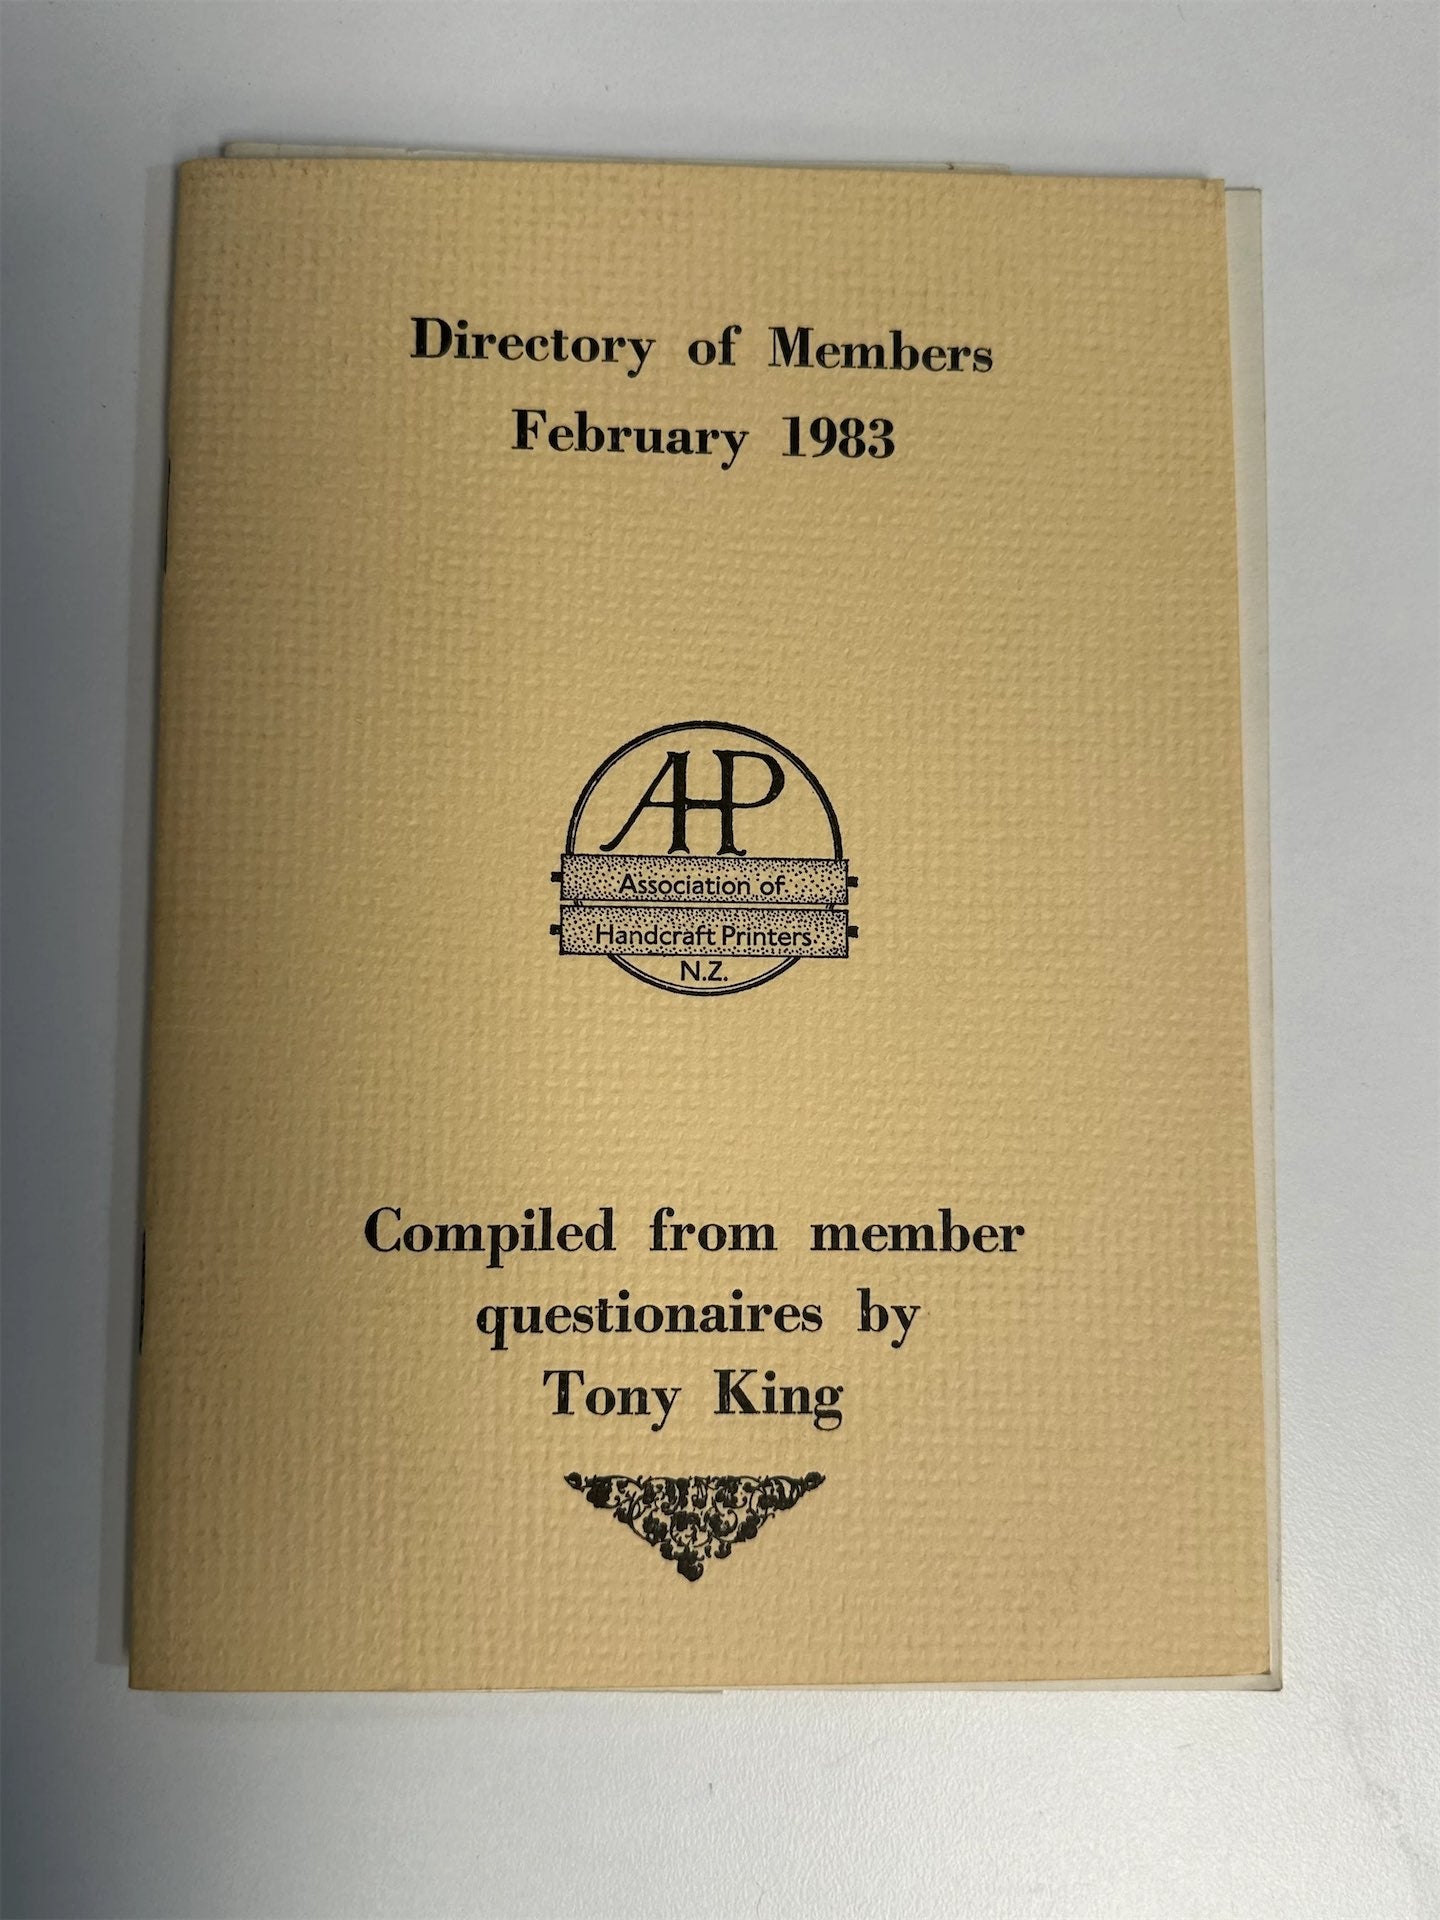 Directory of Members
February 1983
AHP
Association of
Handcraft Printers
N.Z.
Compiled from member
questionaires by
Tony King